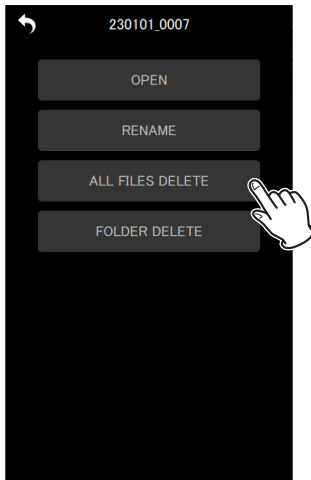 230101_0007
OPEN
RENAME
ALL FILES DELETE
FOLDER DELETE